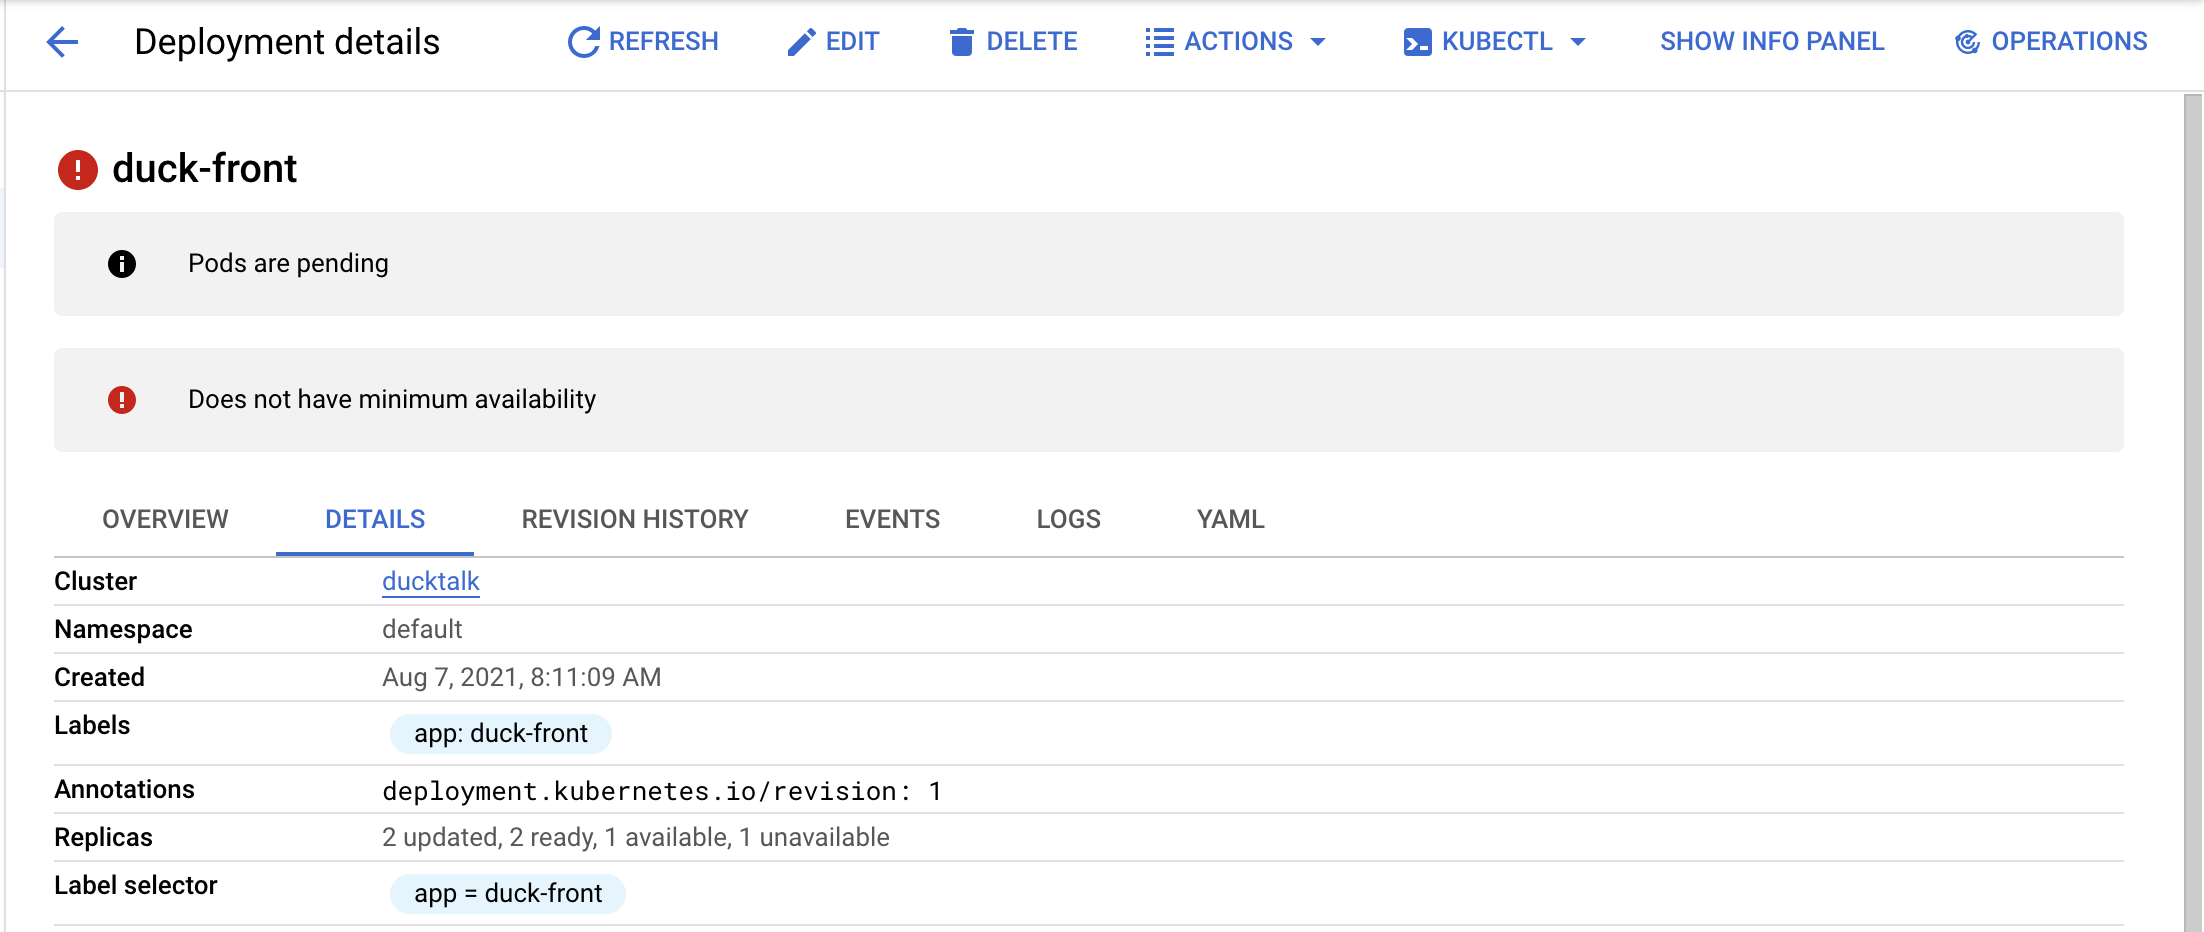 Deployment details REFRESH EDIT DELETE ACTIONS KUBECTL SHOW INFO PANEL OPERATIONS
duck-front
Pods are pending
Does not have minimum availability
OVERVIEW DETAILS REVISION HISTORY EVENTS LOGS YAML
Cluster ducktalk
Namespace default
Created Aug 7, 2021, 8:11:09 AM
Labels app: duck-front
Annotations deployment.kubernetes.io/revision: 1
Replicas 2 updated, 2 ready, 1 available, 1 unavailable
Label selector app = duck-front